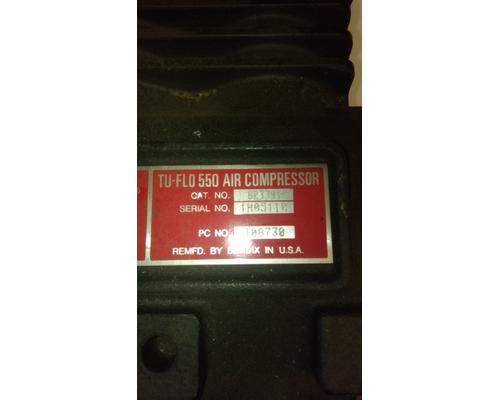 TU-FLO 550 AIR COMPRESSOR
CAT. NO.
SERIAL NO.
PC NO. 108730
REMFD. BY BENDIX IN U.S.A.